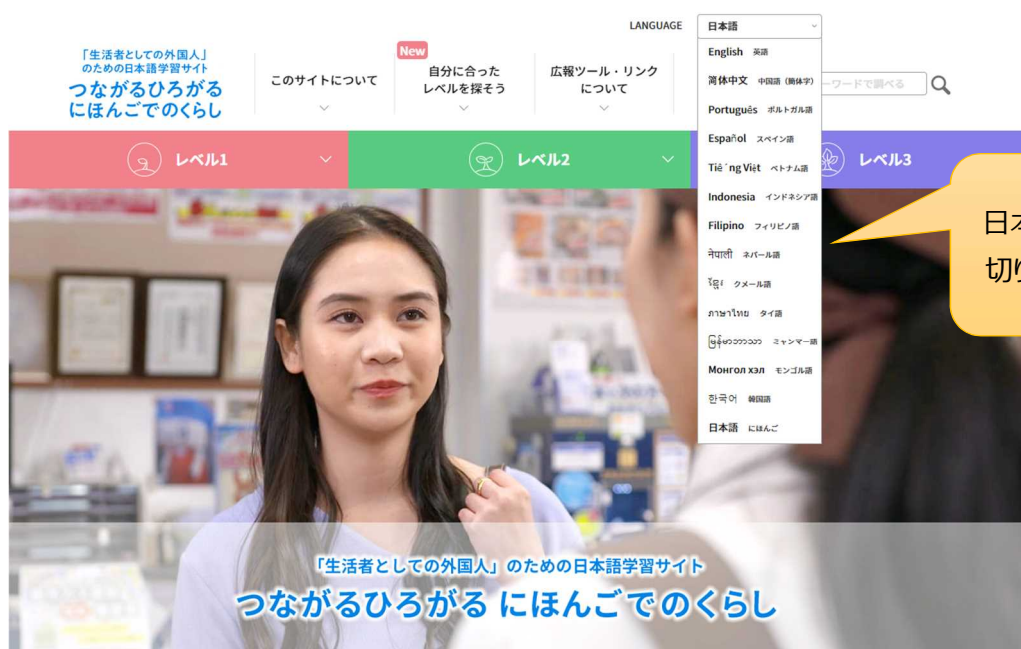 LANGUAGE
日本語
「生活者としての外国人」
のための日本語学習サイト
つながるひろがる
にほんごでのくらし
このサイトについて
New
自分に合った
レベルを探そう
広報ツール・リンク
について
English 英語
简体中文 中国語（簡体字）
Português ポルトガル語
Español スペイン語
Tiếng Việt ベトナム語
Indonesia インドネシア語
Filipino フィリピノ語
नेपाली ネパール語
ខ្មែរ クメール語
ภาษาไทย タイ語
မြန်မာဘာသာ ミャンマー語
Монгол хэл モンゴル語
한국어 韓国語
日本語 にほんご
ーワードで調べる
レベル1
レベル2
レベル3
日本
切り
「生活者としての外国人」のための日本語学習サイト
つながるひろがる にほんごでのくらし